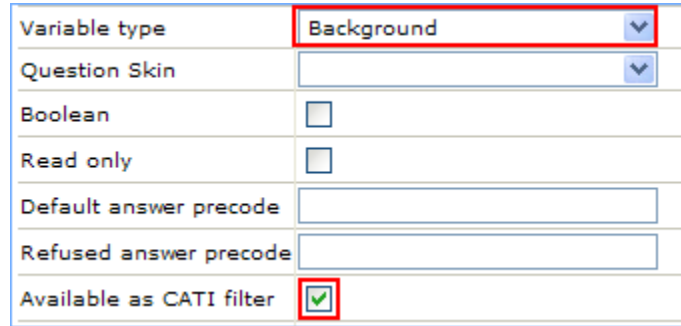 Variable type Background
Question Skin
Boolean
Read only
Default answer precode
Refused answer precode
Available as CATI filter